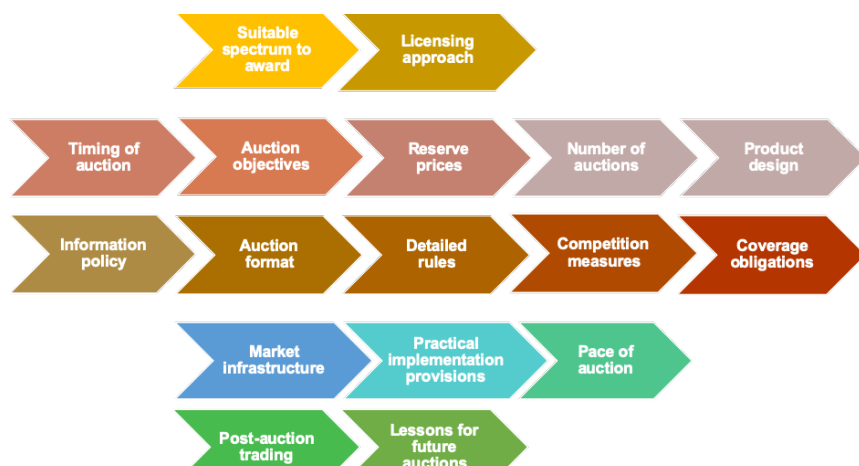 Suitable
spectrum to
award
Licensing
approach
Timing of
auction
Auction
objectives
Reserve
prices
Number of
auctions
Product
design
Information
policy
Auction
format
Detailed
rules
Competition
measures
Coverage
obligations
Market
infrastructure
Practical
implementation
provisions
Pace of
auction
Post-auction
trading
Lessons for
future
auctions